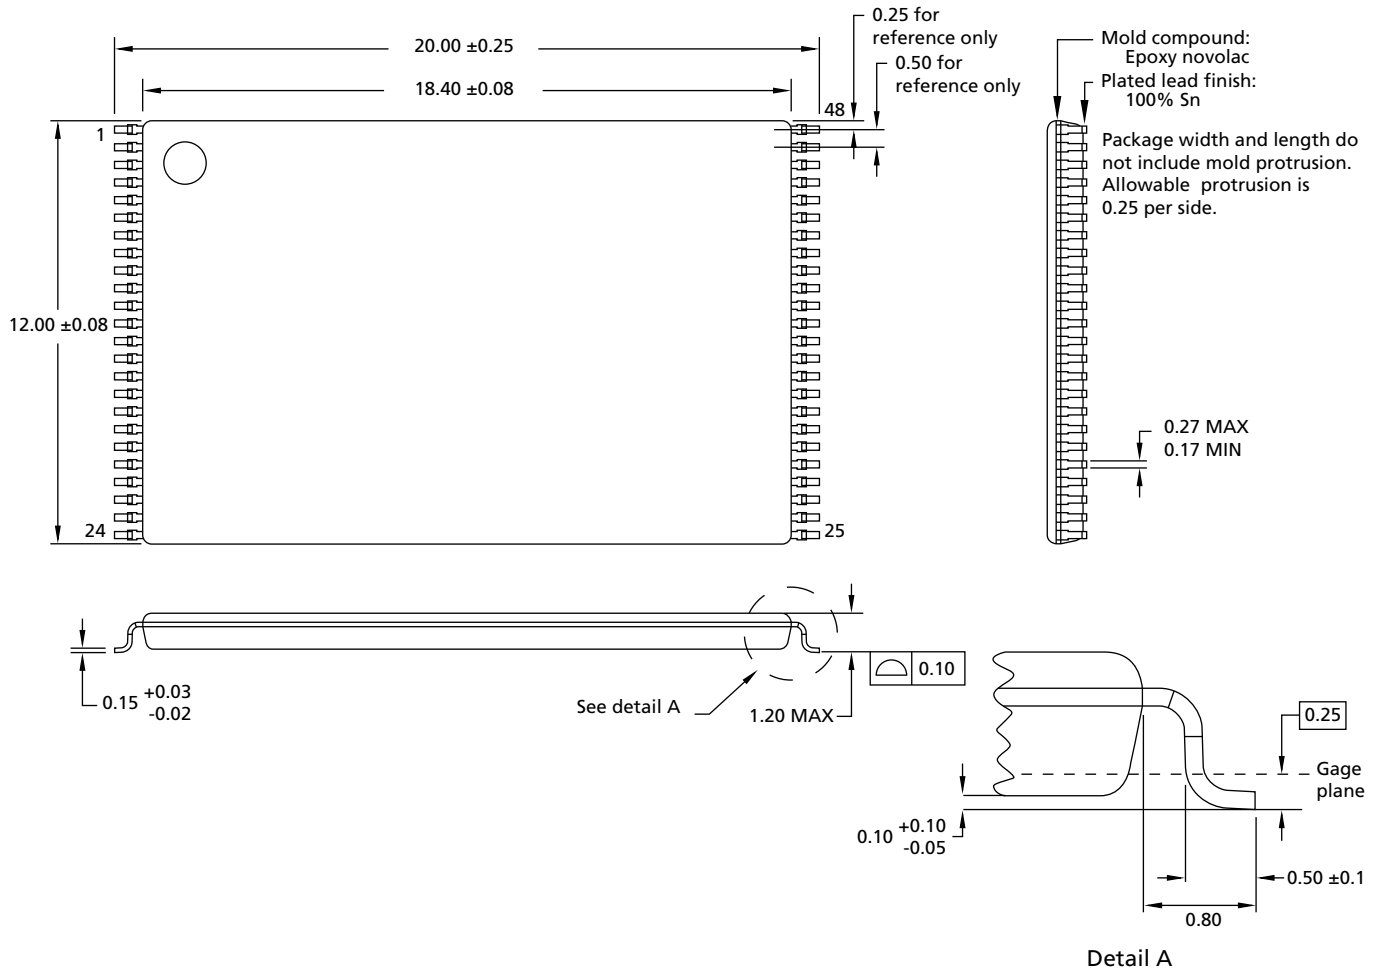 20.00 ±0.25
18.40 ±0.08
0.25 for
reference only
0.50 for
reference only
48
1
12.00 ±0.08
24
25
Mold compound:
Epoxy novolac
Plated lead finish:
100% Sn
Package width and length do
not include mold protrusion.
Allowable protrusion is
0.25 per side.
0.27 MAX
0.17 MIN
0.15 +0.03
-0.02
See detail A
1.20 MAX
0.10
0.25
Gage
plane
0.10 +0.10
-0.05
0.50 ±0.1
0.80
Detail A